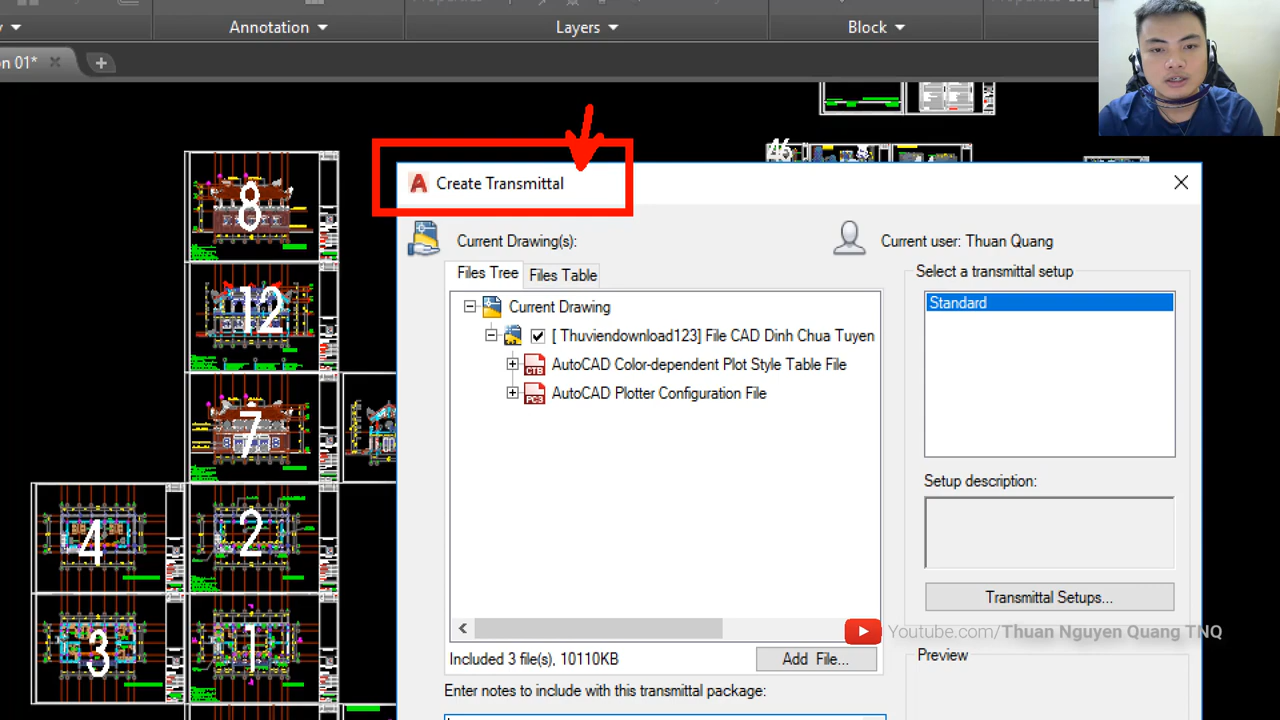 Annotation
Layers
Block
n 01*
46
8
Create Transmittal
Current Drawing(s):
Current user: Thuan Quang
Files Tree
Files Table
Select a transmittal setup
Current Drawing
Standard
[ Thuviendownload123] File CAD Dinh Chua Tuyen
12
CTB
AutoCAD Color-dependent Plot Style Table File
PC3
AutoCAD Plotter Configuration File
7
Setup description:
4
2
Transmittal Setups...
Youtube.com/Thuan Nguyen Quang TNQ
3
1
Included 3 file(s), 10110KB
Add File...
Preview
Enter notes to include with this transmittal package: